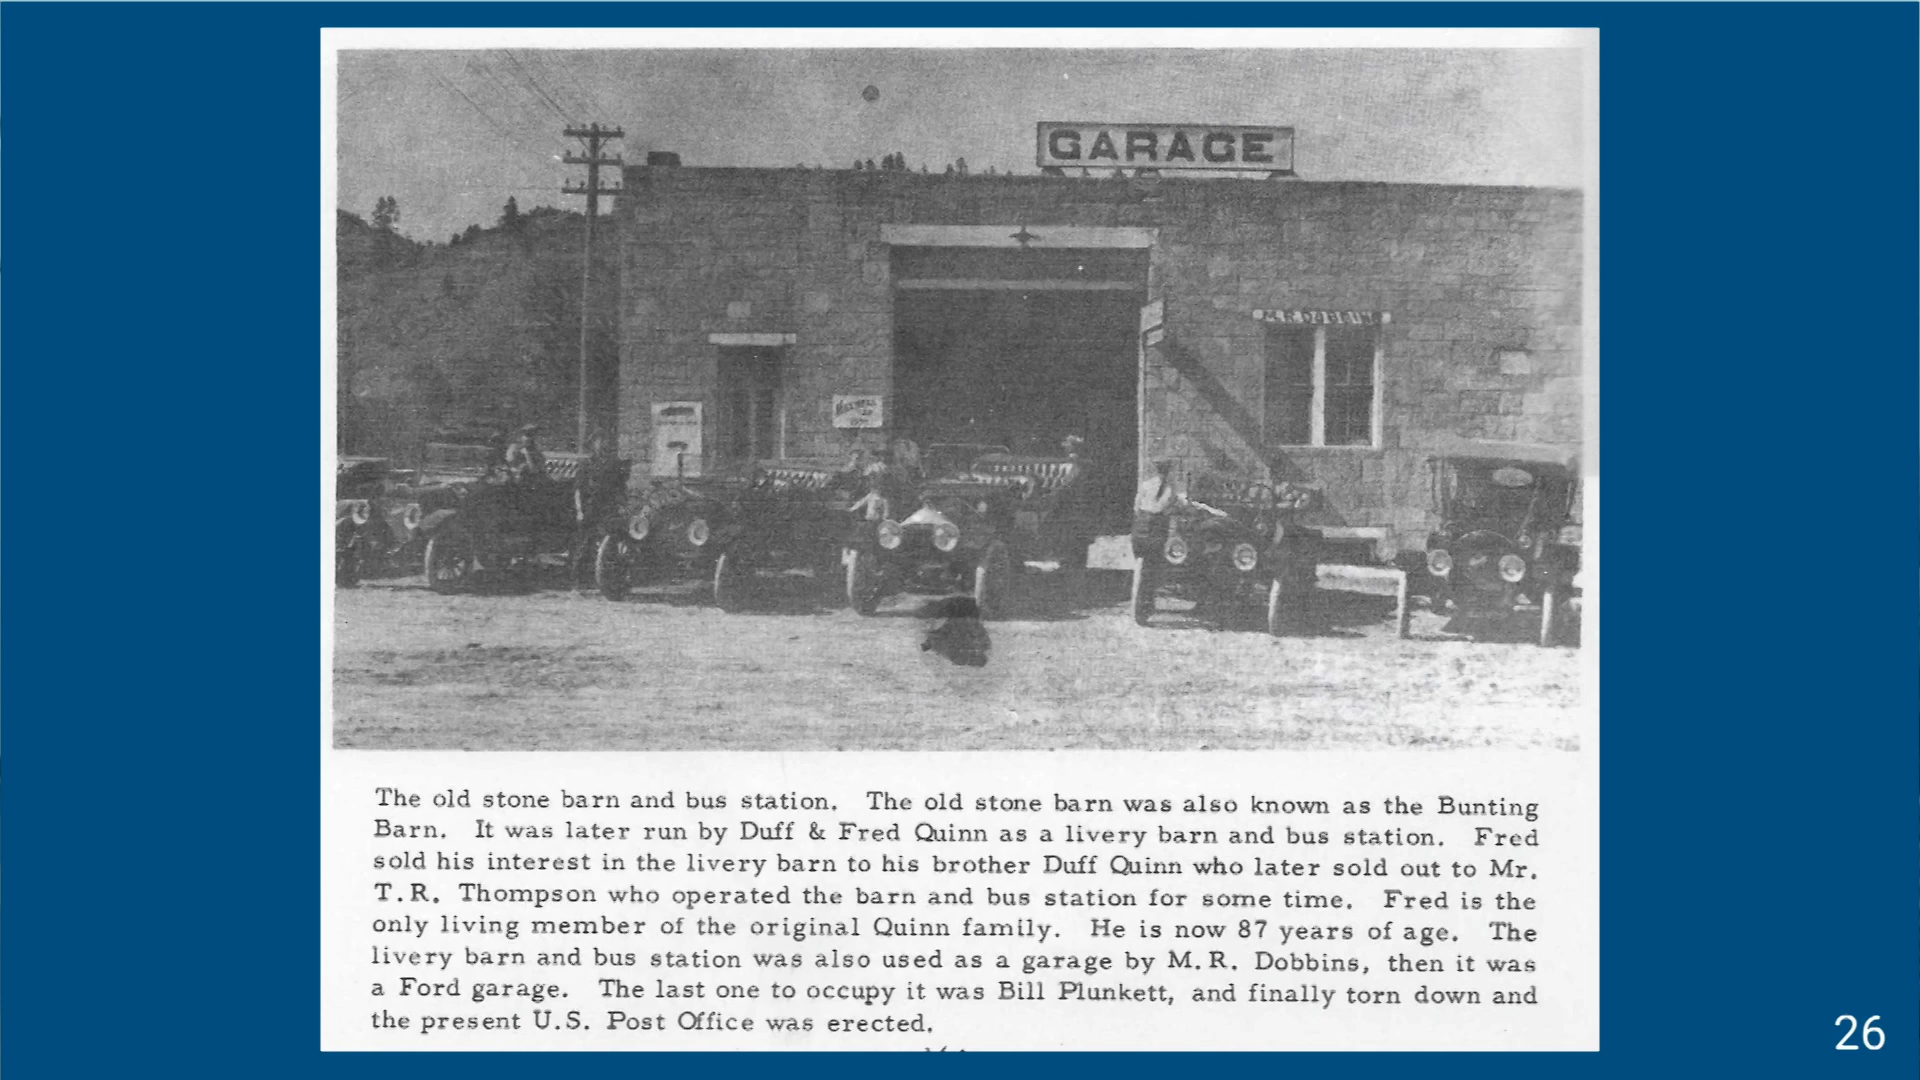 GARAGE
M.R. DOBBINS
The old stone barn and bus station. The old stone barn was also known as the Bunting
Barn. It was later run by Duff & Fred Quinn as a livery barn and bus station. Fred
sold his interest in the livery barn to his brother Duff Quinn who later sold out to Mr.
T.R. Thompson who operated the barn and bus station for some time. Fred is the
only living member of the original Quinn family. He is now 87 years of age. The
livery barn and bus station was also used as a garage by M.R. Dobbins, then it was
a Ford garage. The last one to occupy it was Bill Plunkett, and finally torn down and
the present U.S. Post Office was erected.
26